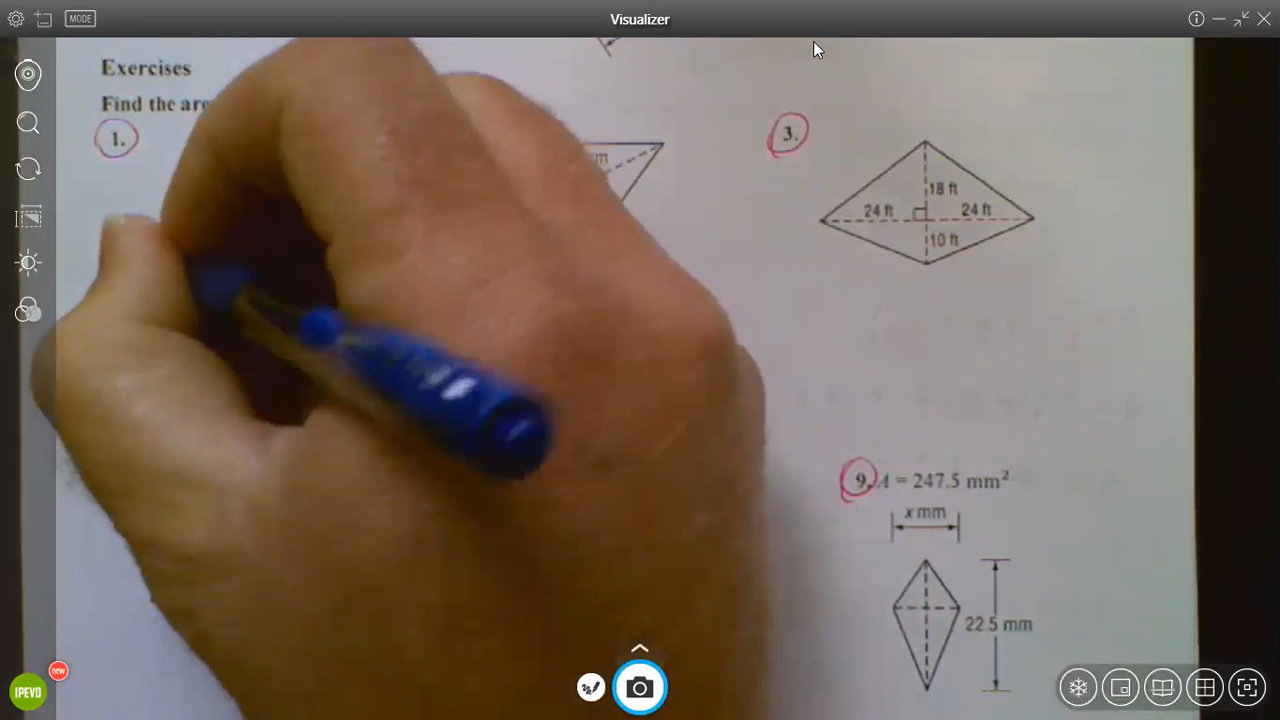 MODE
Visualizer
Exercises
Find the are
1.
m
3.
18 ft
24 ft
24 ft
10 ft
9. A = 247.5 mm²
x mm
22.5 mm
new
IPEVO